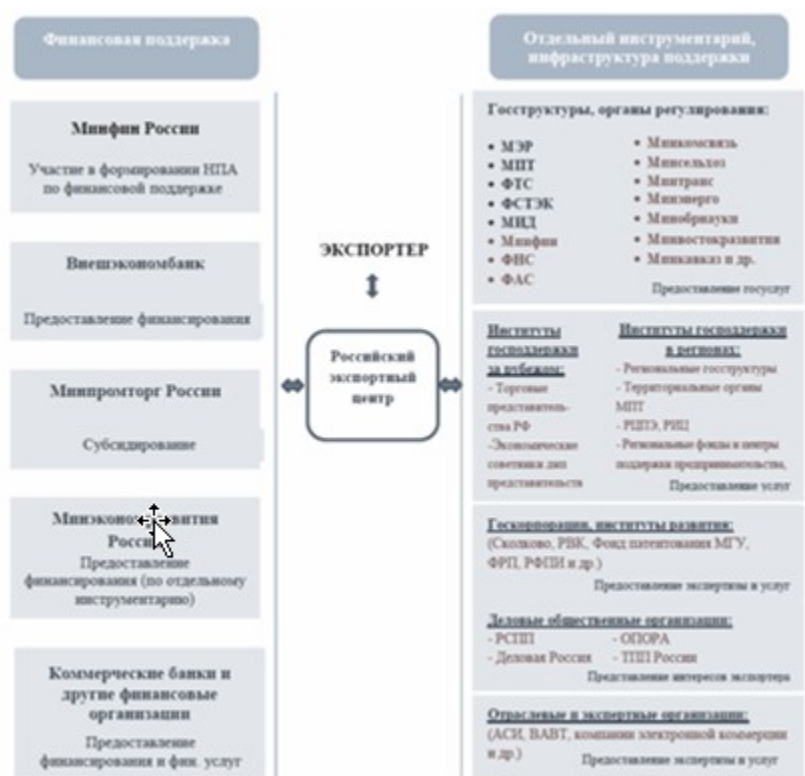 Финансовая поддержка
Минфин России
Участие в формировании НПА
по финансовой поддержке
Внешэкономбанк
Предоставление финансирования
Минпромторг России
Субсидирование
Минэконо вития
Росси
Предоставление
финансирования (по отдельному
инструментарию)
Коммерческие банки и
другие финансовые
организации
Предоставление
финансирования и фин. услуг
ЭКСПОРТЕР
Российский
экспортный
центр
Отдельный инструментарий,
инфраструктура поддержки
Госструктуры, органы регулирования:
• МЭР
• МПТ
• ФТС
• ФСТЭК
• МИД
• Минфин
• ФНС
• ФАС
• Минкомсвязь
• Минсельхоз
• Минтранс
• Минэнерго
• Минобрнауки
• Минвостокразвития
• Минкавказ и др.
Предоставление госуслуг
Институты
господдержки
за рубежом:
- Торговые
представитель-
ства РФ
-Экономические
советники дип
представительств
Институты господдержки
в регионах:
- Региональные госструктуры
- Территориальные органы
МПТ
- РЦПЭ, РИЦ
- Региональные фонды и центры
поддержки предпринимательства,
Предоставление услуг
Госкорпорации, институты развития:
(Сколково, РВК, Фонд патентования МГУ,
ФРП, РФПИ и др.)
Предоставление экспертизы и услуг
Деловые общественные организации:
- РСПП
- Деловая Россия
- ОПОРА
- ТПП России
Представление интересов экспортера
Отраслевые и экспертные организации:
(АСИ, ВАВТ, компании электронной коммерции
и др.)
Предоставление экспертизы и услуг